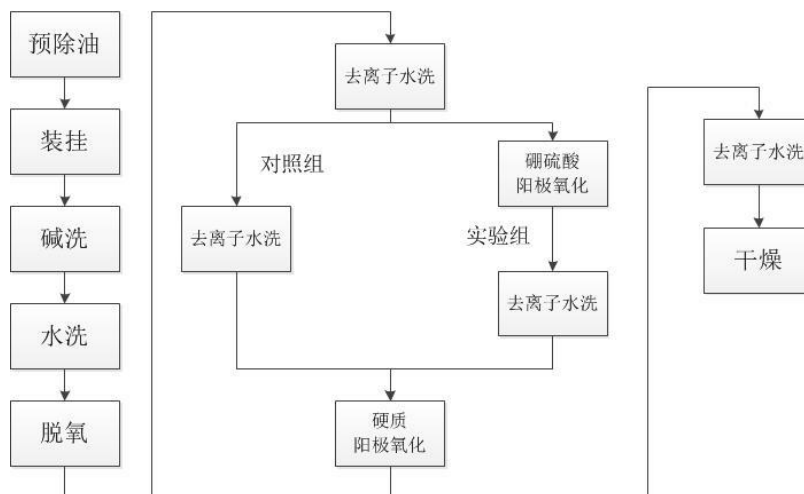 预除油
装挂
碱洗
水洗
脱氧
去离子水洗
对照组
去离子水洗
硼硫酸
阳极氧化
实验组
去离子水洗
硬质
阳极氧化
去离子水洗
干燥